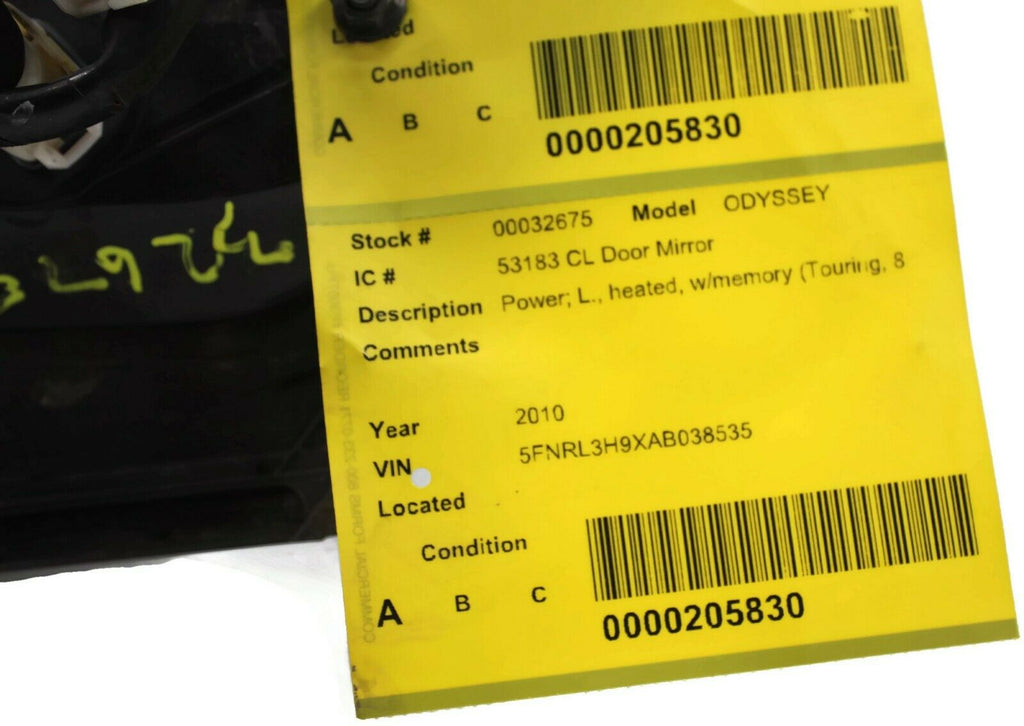 Located
Condition
A B C
0000205830
Stock # 00032675 Model ODYSSEY
IC # 53183 CL Door Mirror
Description Power; L., heated, w/memory (Touring, 8
Comments
Year 2010
VIN 5FNRL3H9XAB038535
Located
Condition
A B C
0000205830